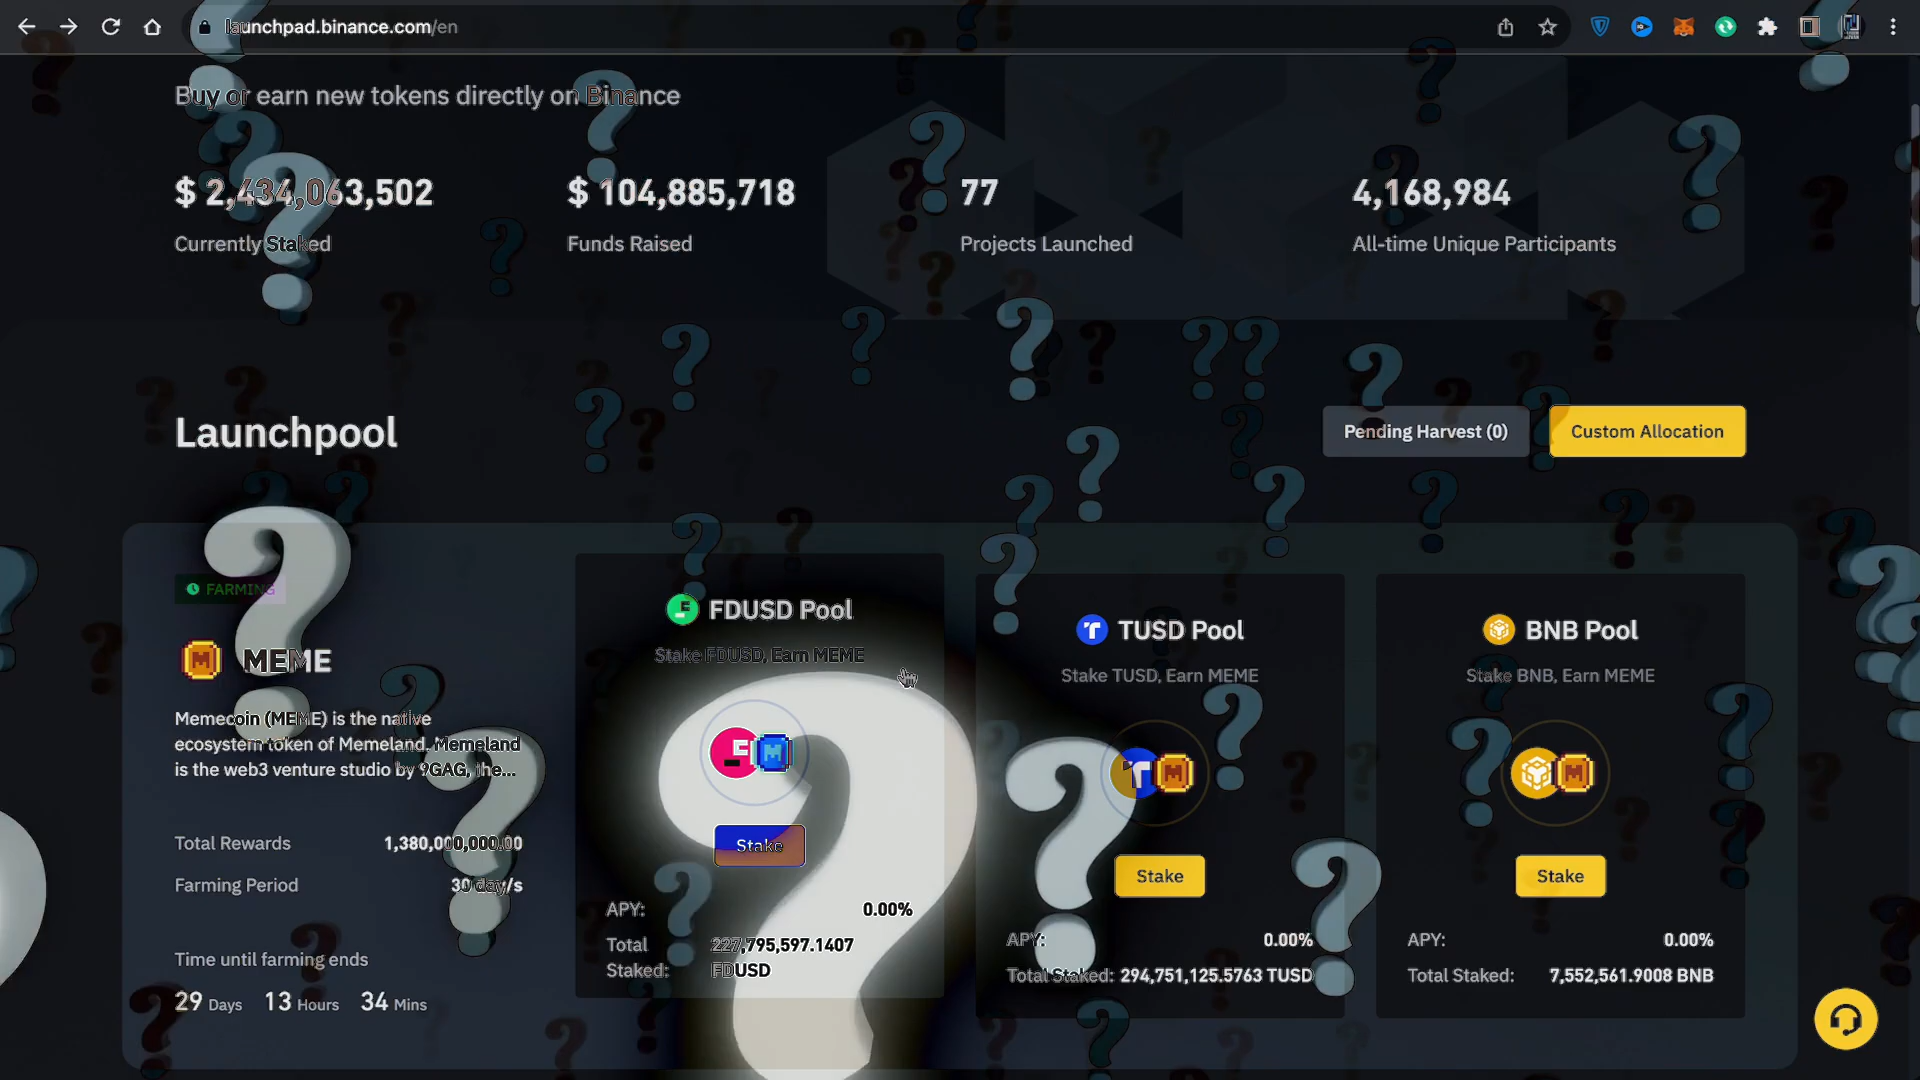 launchpad.binance.com/en
Buy or earn new tokens directly on Binance
$ 2,434,063,502
Currently Staked
$ 104,885,718
Funds Raised
77
Projects Launched
4,168,984
All-time Unique Participants
Launchpool
Pending Harvest (0)
Custom Allocation
FARMING
MEME
Memecoin (MEME) is the native
ecosystem token of Memeland. Memeland
is the web3 venture studio by 9GAG, the...
Total Rewards 1,380,000,000.00
Farming Period 30 day/s
Time until farming ends
29 Days 13 Hours 34 Mins
FDUSD Pool
Stake FDUSD, Earn MEME
Stake
APY: 0.00%
Total Staked: 227,795,597.1407 FDUSD
TUSD Pool
Stake TUSD, Earn MEME
Stake
APY: 0.00%
Total Staked: 294,751,125.5763 TUSD
BNB Pool
Stake BNB, Earn MEME
Stake
APY: 0.00%
Total Staked: 7,552,561.9008 BNB